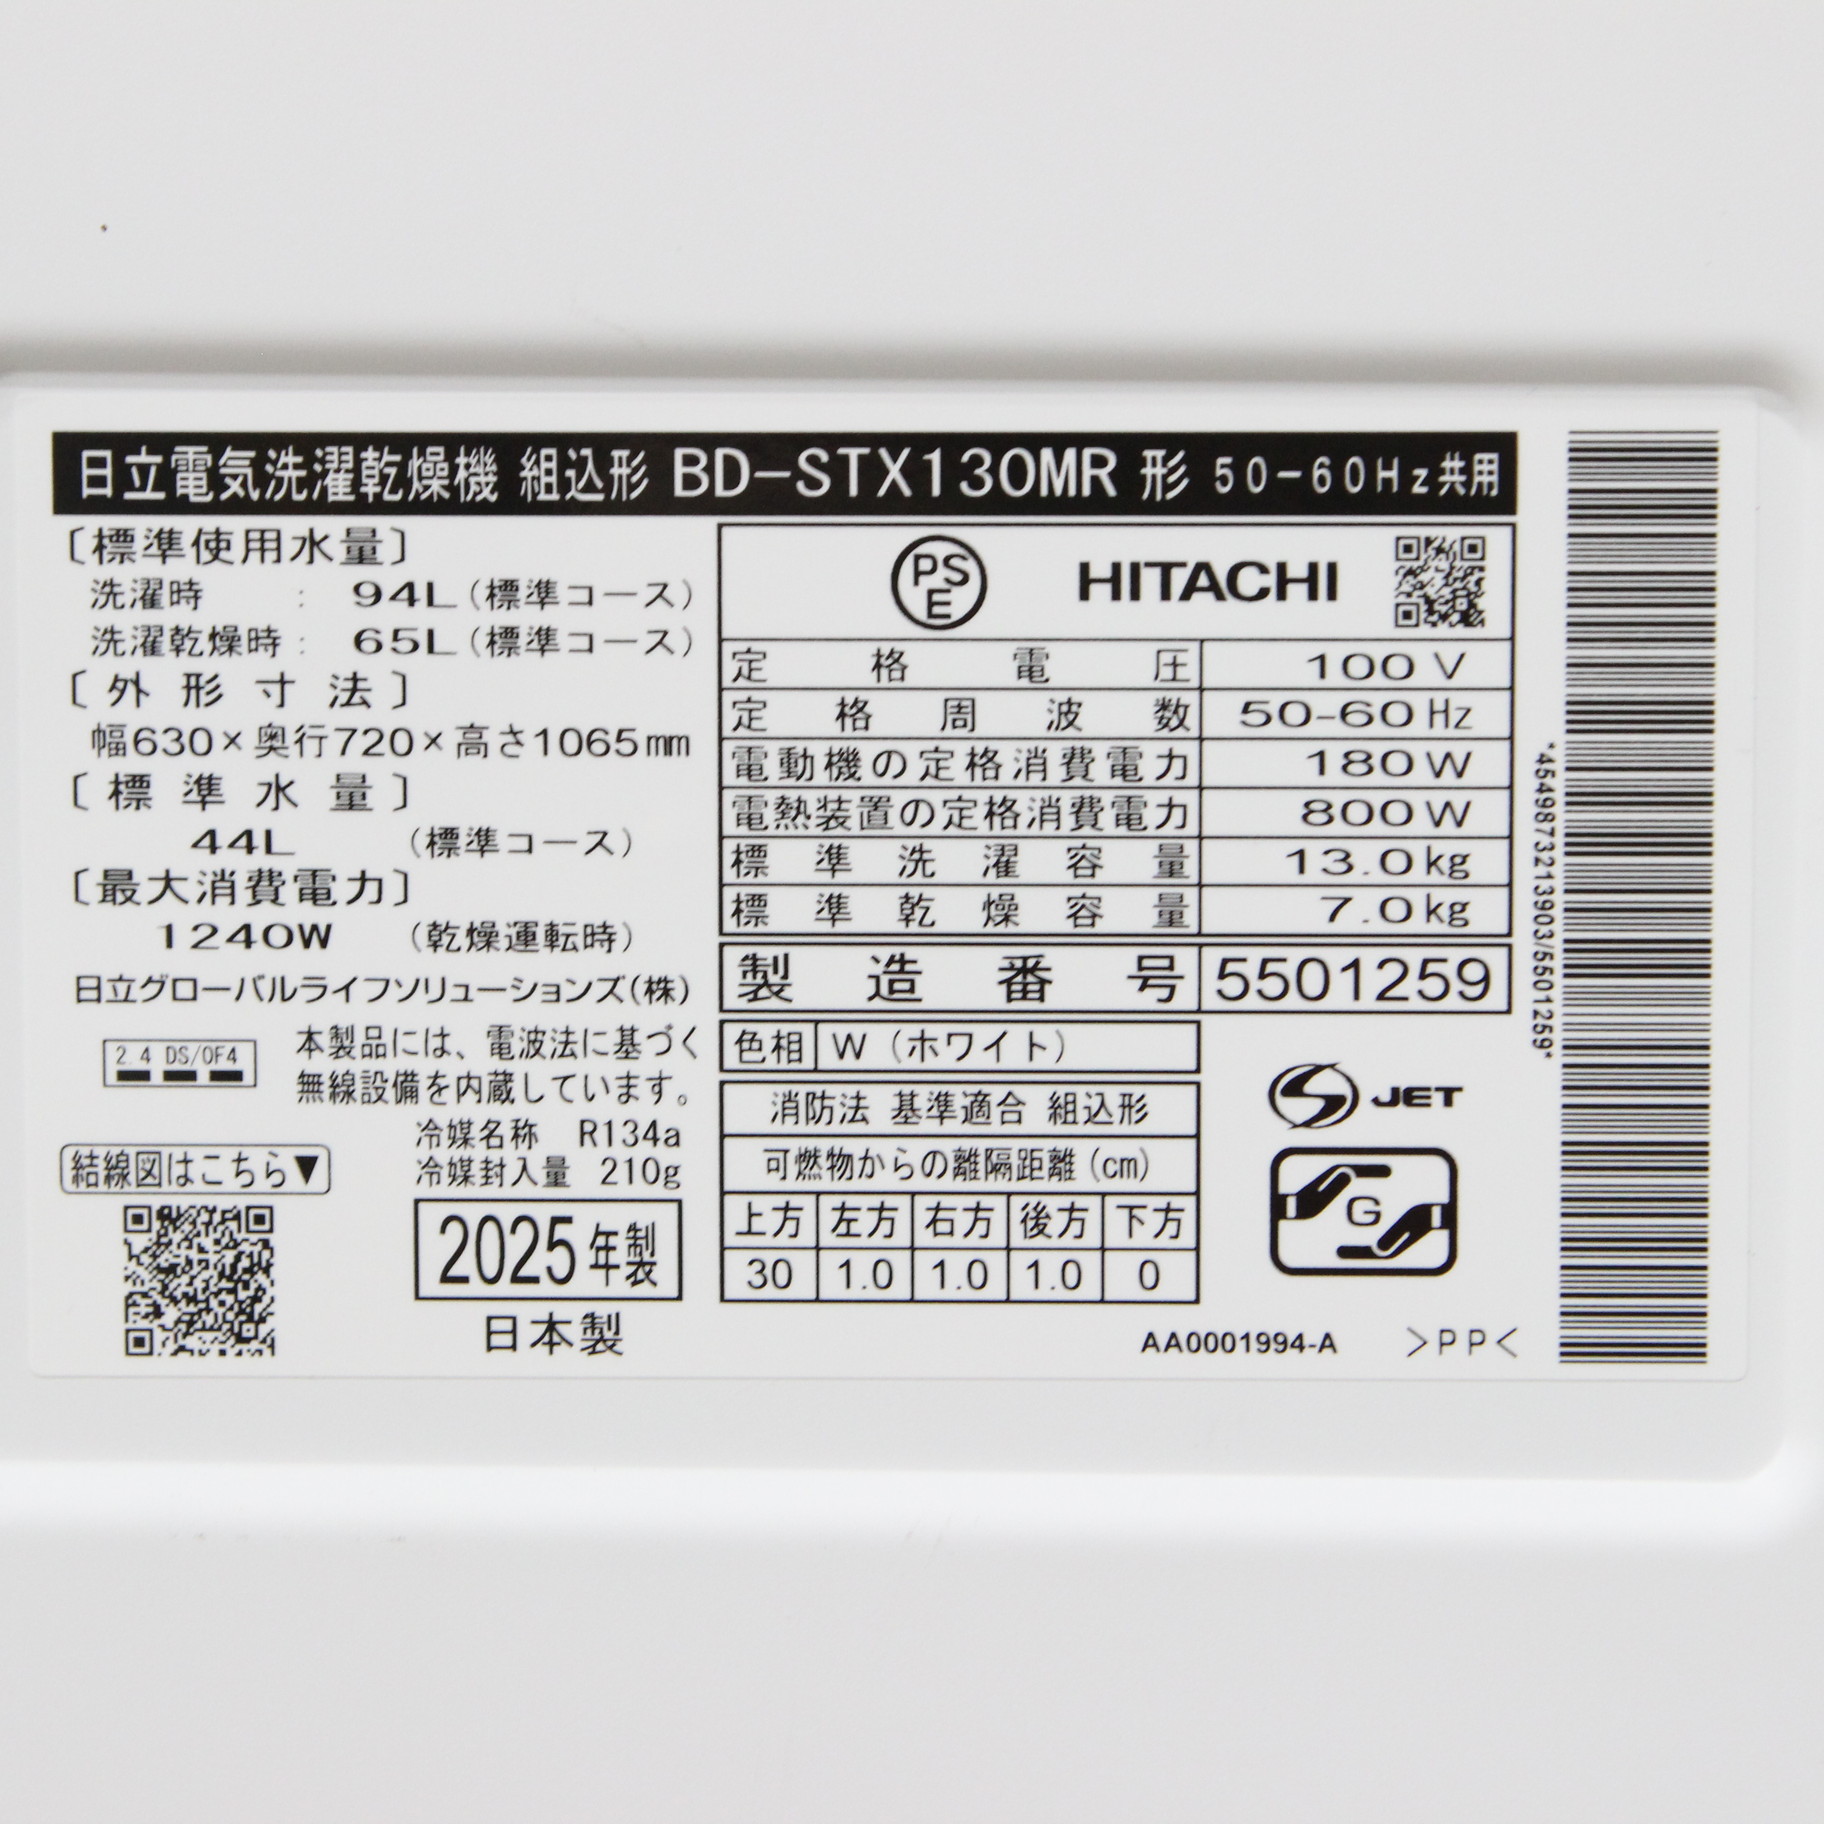 日立電気洗濯乾燥機 組込形 BD-STX130MR 形 50-60Hz共用
〔標準使用水量〕
洗濯時 : 94L(標準コース)
洗濯乾燥時: 65L(標準コース)
〔外形寸法〕
幅630×奥行720×高さ1065mm
〔標準水量〕
44L (標準コース)
〔最大消費電力〕
1240W (乾燥運転時)
日立グローバルライフソリューションズ(株)
2.4 DS/OF4
本製品には、電波法に基づく
無線設備を内蔵しています。
冷媒名称 R134a
冷媒封入量 210g
結線図はこちら▼
2025年製
日本製
PSE
HITACHI
定格電圧 100V
定格周波数 50-60Hz
電動機の定格消費電力 180W
電熱装置の定格消費電力 800W
標準洗濯容量 13.0kg
標準乾燥容量 7.0kg
製造番号 5501259
色相 W(ホワイト)
消防法 基準適合 組込形
可燃物からの離隔距離(cm)
上方 左方 右方 後方 下方
30 1.0 1.0 1.0 0
JET
G
AA0001994-A >PP<
*4549873213903/5501259*